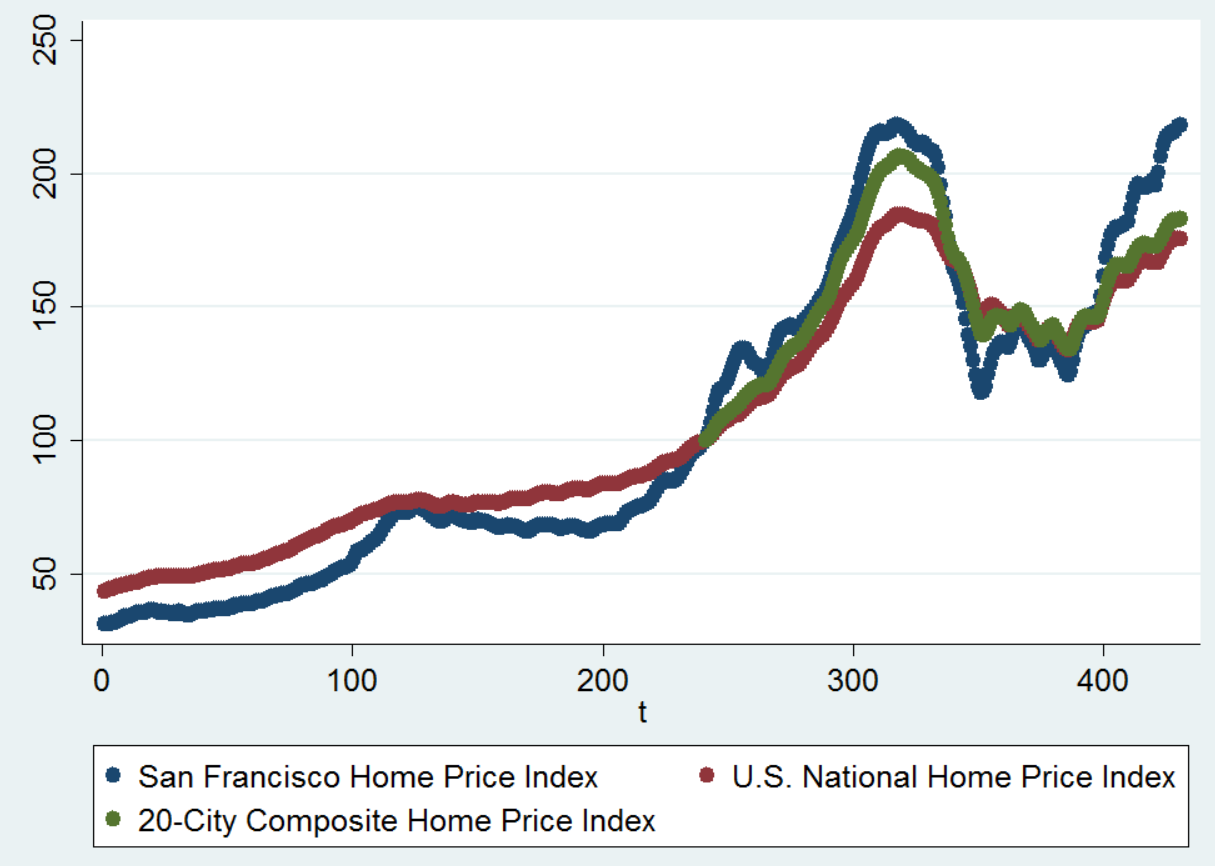 250
200
150
100
50
0 100 200 300 400
t
San Francisco Home Price Index U.S. National Home Price Index
20-City Composite Home Price Index